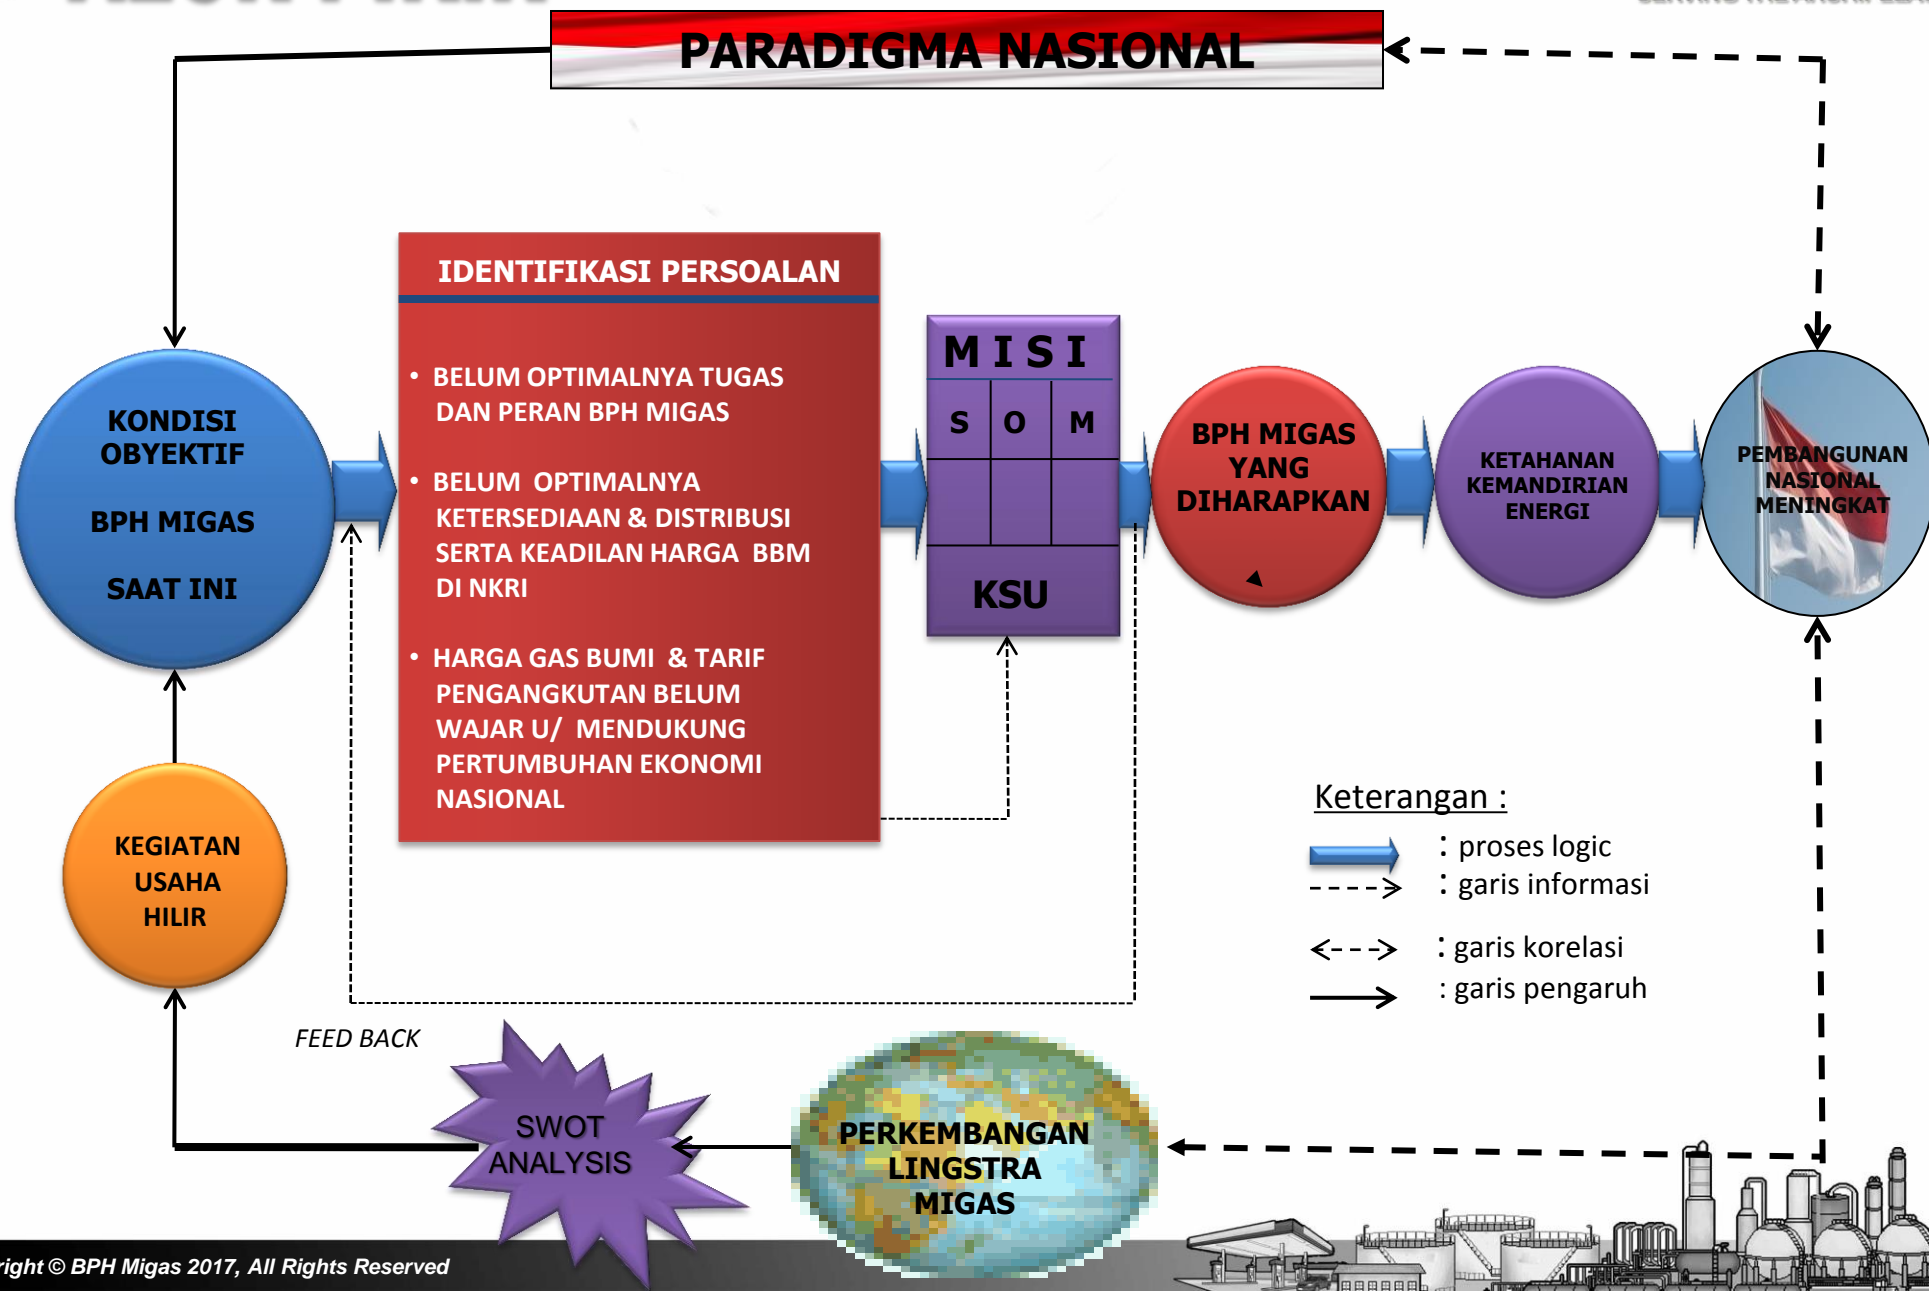 PARADIGMA NASIONAL
IDENTIFIKASI PERSOALAN
• BELUM OPTIMALNYA TUGAS
DAN PERAN BPH MIGAS
• BELUM OPTIMALNYA
KETERSEDIAAN & DISTRIBUSI
SERTA KEADILAN HARGA BBM
DI NKRI
• HARGA GAS BUMI & TARIF
PENGANGKUTAN BELUM
WAJAR U/ MENDUKUNG
PERTUMBUHAN EKONOMI
NASIONAL
KONDISI
OBYEKTIF
BPH MIGAS
SAAT INI
M I S I
S O M
KSU
BPH MIGAS
YANG
DIHARAPKAN
KETAHANAN
KEMANDIRIAN
ENERGI
PEMBANGUNAN
NASIONAL
MENINGKAT
KEGIATAN
USAHA
HILIR
Keterangan :
: proses logic
: garis informasi
: garis korelasi
: garis pengaruh
FEED BACK
SWOT
ANALYSIS
PERKEMBANGAN
LINGSTRA
MIGAS
right © BPH Migas 2017, All Rights Reserved